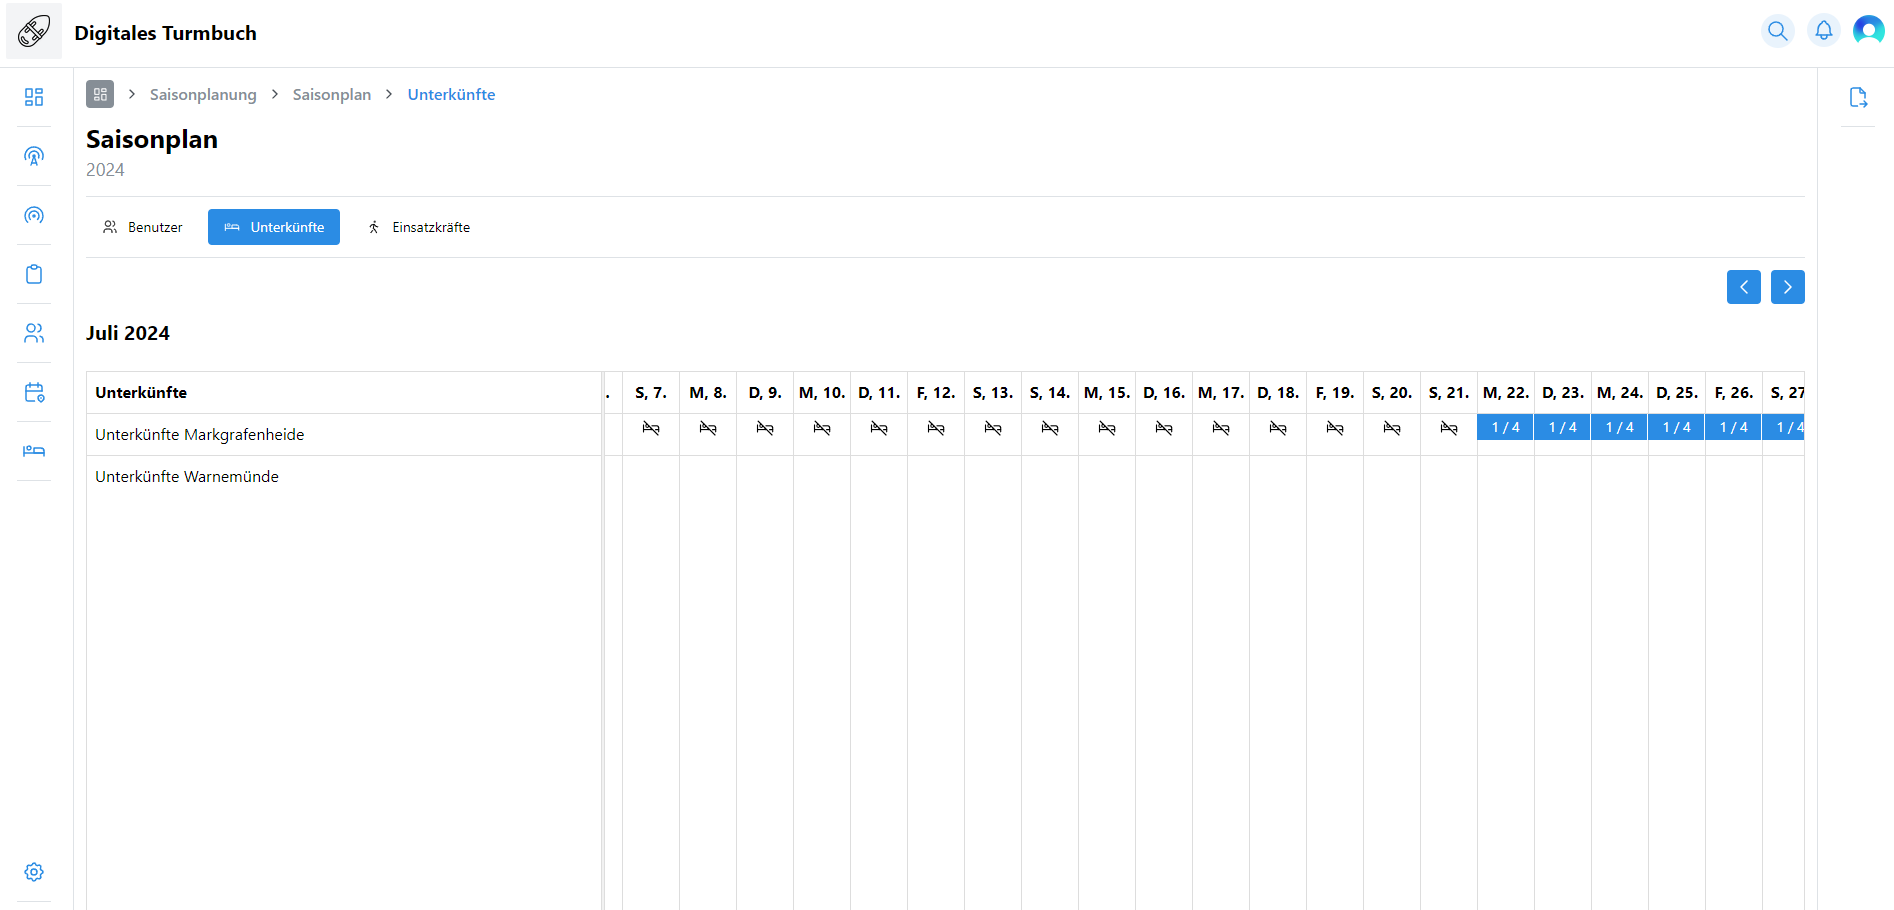 Digitales Turmbuch
Saisonplanung > Saisonplan > Unterkünfte
Saisonplan
2024
Benutzer Unterkünfte Einsatzkräfte
Juli 2024
Unterkünfte . S, 7. M, 8. D, 9. M, 10. D, 11. F, 12. S, 13. S, 14. M, 15. D, 16. M, 17. D, 18. F, 19. S, 20. S, 21. M, 22. D, 23. M, 24. D, 25. F, 26. S, 27
Unterkünfte Markgrafenheide 1 / 4 1 / 4 1 / 4 1 / 4 1 / 4 1 / 4
Unterkünfte Warnemünde